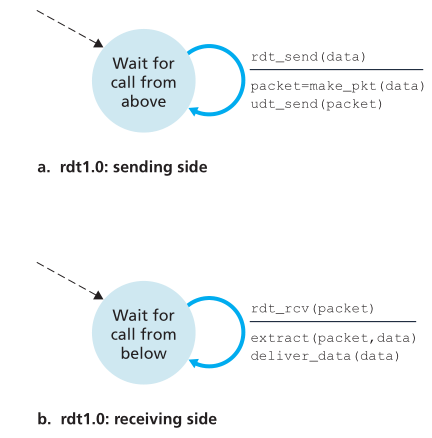 Wait for
call from
above
rdt_send(data)
packet=make_pkt(data)
udt_send(packet)
a. rdt1.0: sending side
Wait for
call from
below
rdt_rcv(packet)
extract(packet,data)
deliver_data(data)
b. rdt1.0: receiving side